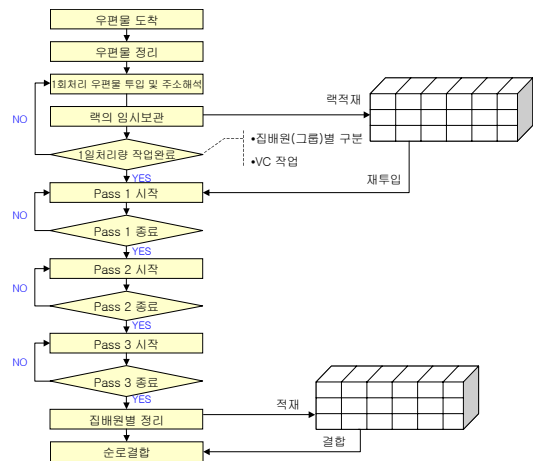 우편물 도착
우편물 정리
1회처리 우편물 투입 및 주소해석
랙적재
NO
랙의 임시보관
•집배원(그룹)별 구분
1일처리량 작업완료
•VC 작업
YES
재투입
Pass 1 시작
NO
Pass 1 종료
YES
Pass 2 시작
NO
Pass 2 종료
YES
Pass 3 시작
NO
Pass 3 종료
YES
적재
집배원별 정리
결합
순로결합